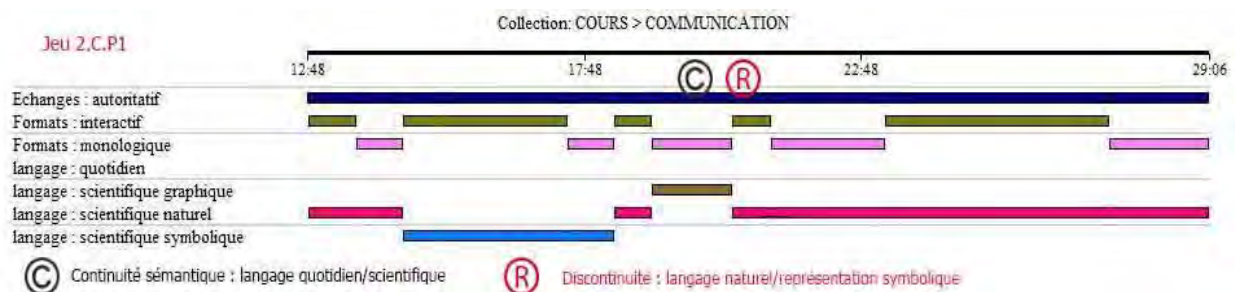 Collection: COURS > COMMUNICATION
Jeu 2.C.P1
12:48 17:48 22:48 29:06
C R
Echanges : autoritatif
Formats : interactif
Formats : monologique
langage : quotidien
langage : scientifique graphique
langage : scientifique naturel
langage : scientifique symbolique
C Continuité sémantique : langage quotidien/scientifique R Discontinuité : langage naturel/représentation symbolique